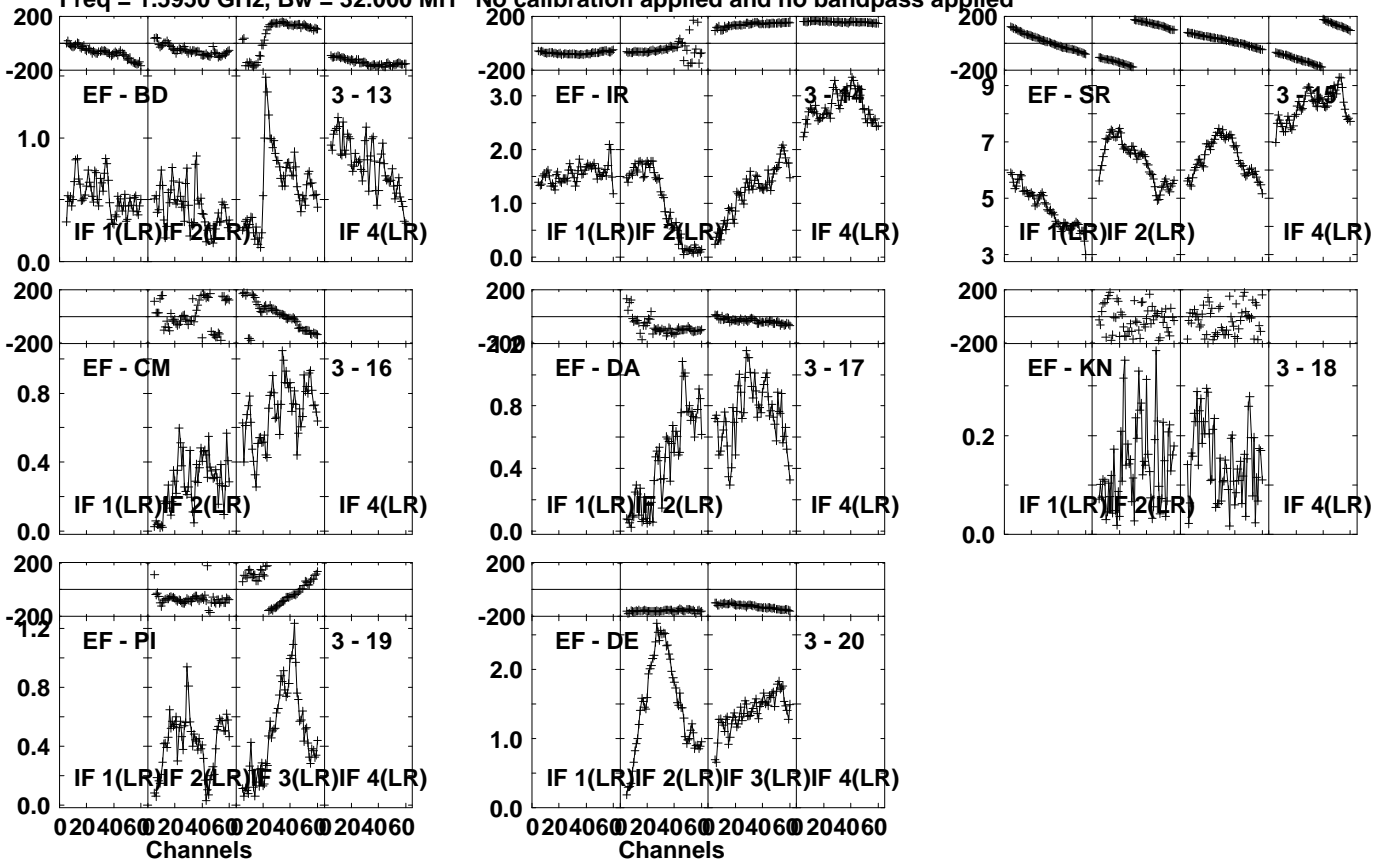 Freq = 1.5950 GHz, Bw = 32.000 MH No calibration applied and no bandpass applied
200
-200
EF - BD 3 - 13
1.0
0.0
IF 1(LR) IF 2(LR) IF 4(LR)
200
-200
EF - IR 3 - 14
3.0
2.0
1.0
0.0
IF 1(LR) IF 2(LR) IF 4(LR)
200
-200
EF - SR 3 - 15
9
7
5
3
IF 1(LR) IF 2(LR) IF 4(LR)
200
-200
EF - CM 3 - 16
0.8
0.4
0.0
IF 1(LR) IF 2(LR) IF 4(LR)
200
-200
1.2
EF - DA 3 - 17
0.8
0.4
0.0
IF 1(LR) IF 2(LR) IF 4(LR)
200
-200
EF - KN 3 - 18
0.2
0.0
IF 1(LR) IF 2(LR) IF 4(LR)
200
-200
1.2
EF - PI 3 - 19
0.8
0.4
0.0
IF 1(LR) IF 2(LR) IF 3(LR) IF 4(LR)
0 20 40 60 0 20 40 60 0 20 40 60 0 20 40 60
Channels
200
-200
EF - DE 3 - 20
2.0
1.0
0.0
IF 1(LR) IF 2(LR) IF 3(LR) IF 4(LR)
0 20 40 60 0 20 40 60 0 20 40 60 0 20 40 60
Channels